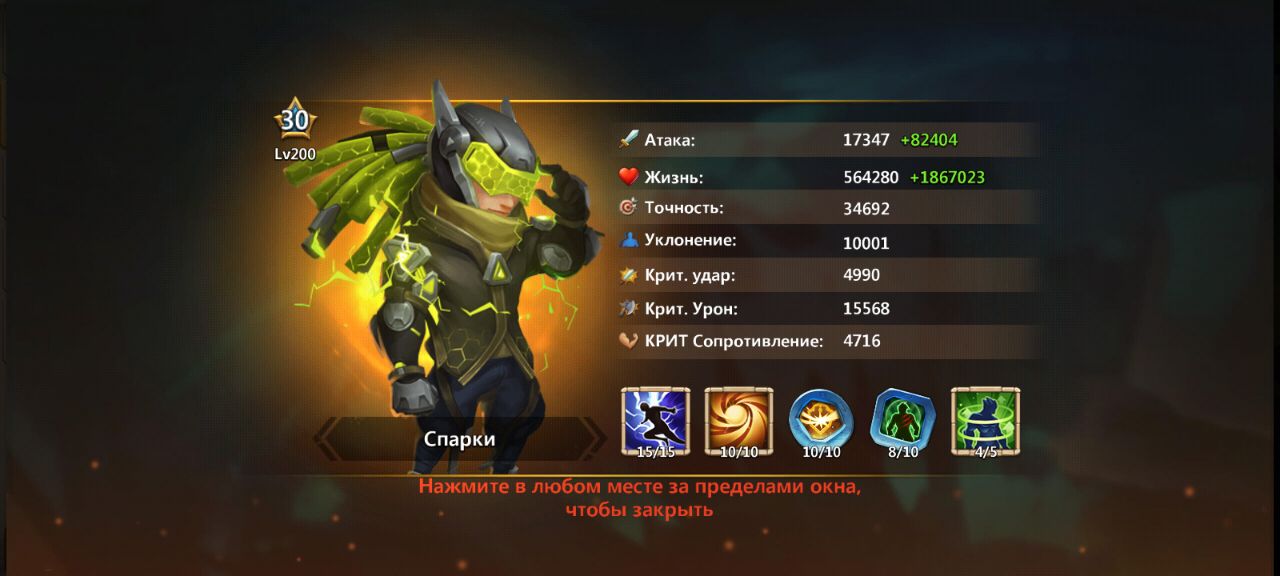 30
Lv200
Атака: 17347 +82404
Жизнь: 564280 +1867023
Точность: 34692
Уклонение: 10001
Крит. удар: 4990
Крит. Урон: 15568
КРИТ Сопротивление: 4716
Спарки
15/15 10/10 10/10 8/10 4/5
Нажмите в любом месте за пределами окна,
чтобы закрыть